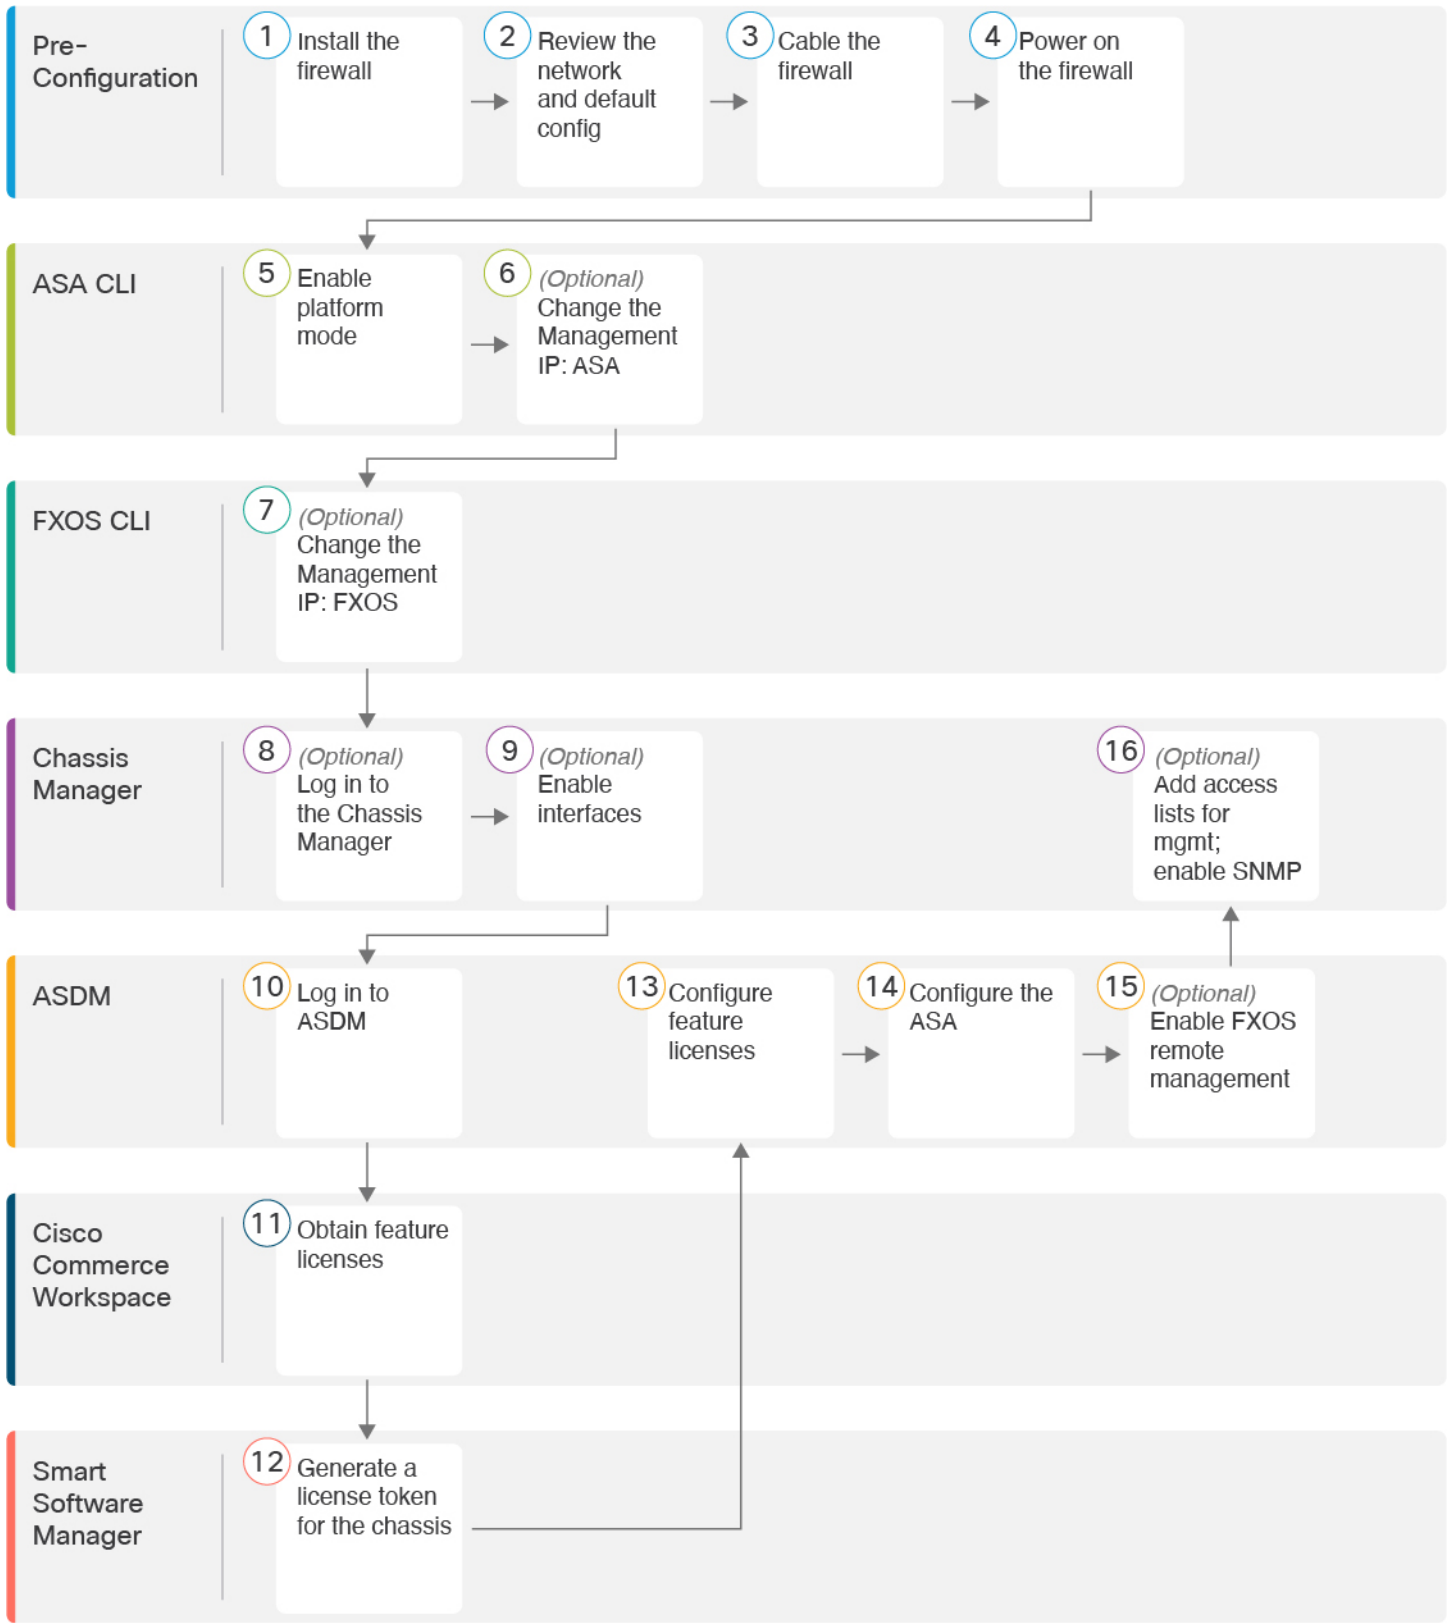 Pre-
Configuration
1
Install the
firewall
2
Review the
network
and default
config
3
Cable the
firewall
4
Power on
the firewall
ASA CLI
5
Enable
platform
mode
6
(Optional)
Change the
Management
IP: ASA
FXOS CLI
7
(Optional)
Change the
Management
IP: FXOS
Chassis
Manager
8
(Optional)
Log in to
the Chassis
Manager
9
(Optional)
Enable
interfaces
16
(Optional)
Add access
lists for
mgmt;
enable SNMP
ASDM
10
Log in to
ASDM
13
Configure
feature
licenses
14
Configure the
ASA
15
(Optional)
Enable FXOS
remote
management
Cisco
Commerce
Workspace
11
Obtain feature
licenses
Smart
Software
Manager
12
Generate a
license token
for the chassis